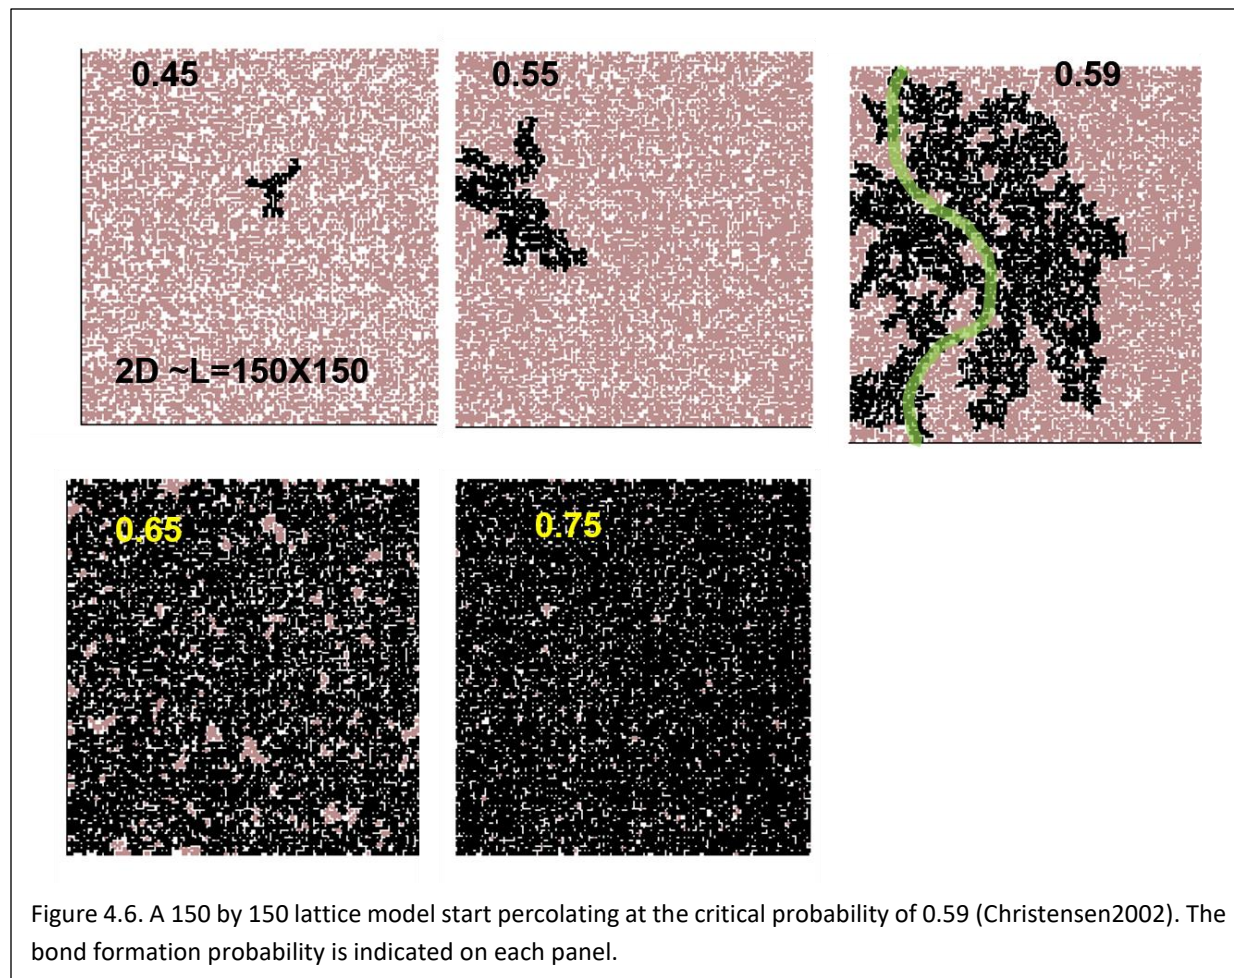 0.45
0.55
0.59
2D ~L=150X150
0.65
0.75
Figure 4.6. A 150 by 150 lattice model start percolating at the critical probability of 0.59 (Christensen2002). The
bond formation probability is indicated on each panel.